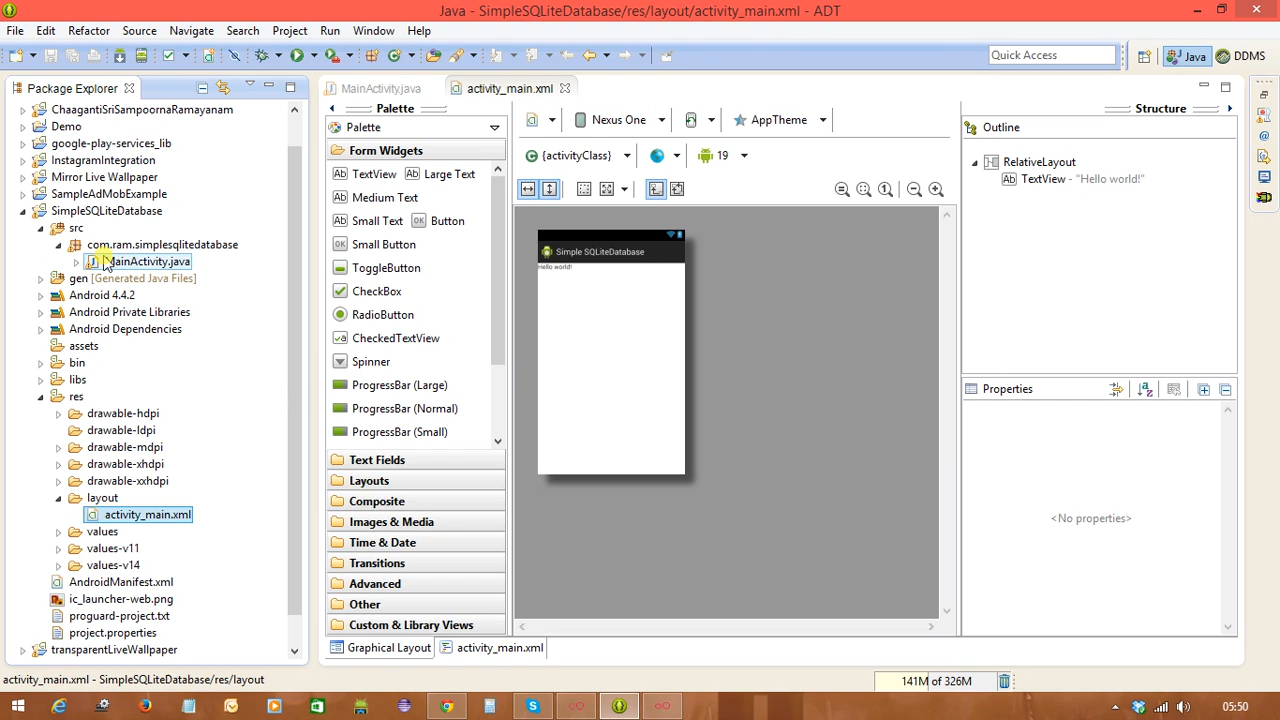 Java - SimpleSQLiteDatabase/res/layout/activity_main.xml - ADT
File Edit Refactor Source Navigate Search Project Run Window Help
Quick Access
Java
DDMS
Package Explorer
MainActivity.java
activity_main.xml
ChaagantiSriSampoornaRamayanam
Demo
google-play-services_lib
InstagramIntegration
Mirror Live Wallpaper
SampleAdMobExample
SimpleSQLiteDatabase
src
com.ram.simplesqlitedatabase
MainActivity.java
gen [Generated Java Files]
Android 4.4.2
Android Private Libraries
Android Dependencies
assets
bin
libs
res
drawable-hdpi
drawable-ldpi
drawable-mdpi
drawable-xhdpi
drawable-xxhdpi
layout
activity_main.xml
values
values-v11
values-v14
AndroidManifest.xml
ic_launcher-web.png
proguard-project.txt
project.properties
transparentLiveWallpaper
Palette
Palette
Form Widgets
TextView Large Text
Medium Text
Small Text Button
Small Button
ToggleButton
CheckBox
RadioButton
CheckedTextView
Spinner
ProgressBar (Large)
ProgressBar (Normal)
ProgressBar (Small)
Text Fields
Layouts
Composite
Images & Media
Time & Date
Transitions
Advanced
Other
Custom & Library Views
Graphical Layout
activity_main.xml
Nexus One
AppTheme
{activityClass}
19
Simple SQLiteDatabase
Hello world!
Structure
Outline
RelativeLayout
TextView - "Hello world!"
Properties
<No properties>
activity_main.xml - SimpleSQLiteDatabase/res/layout
141M of 326M
05:50